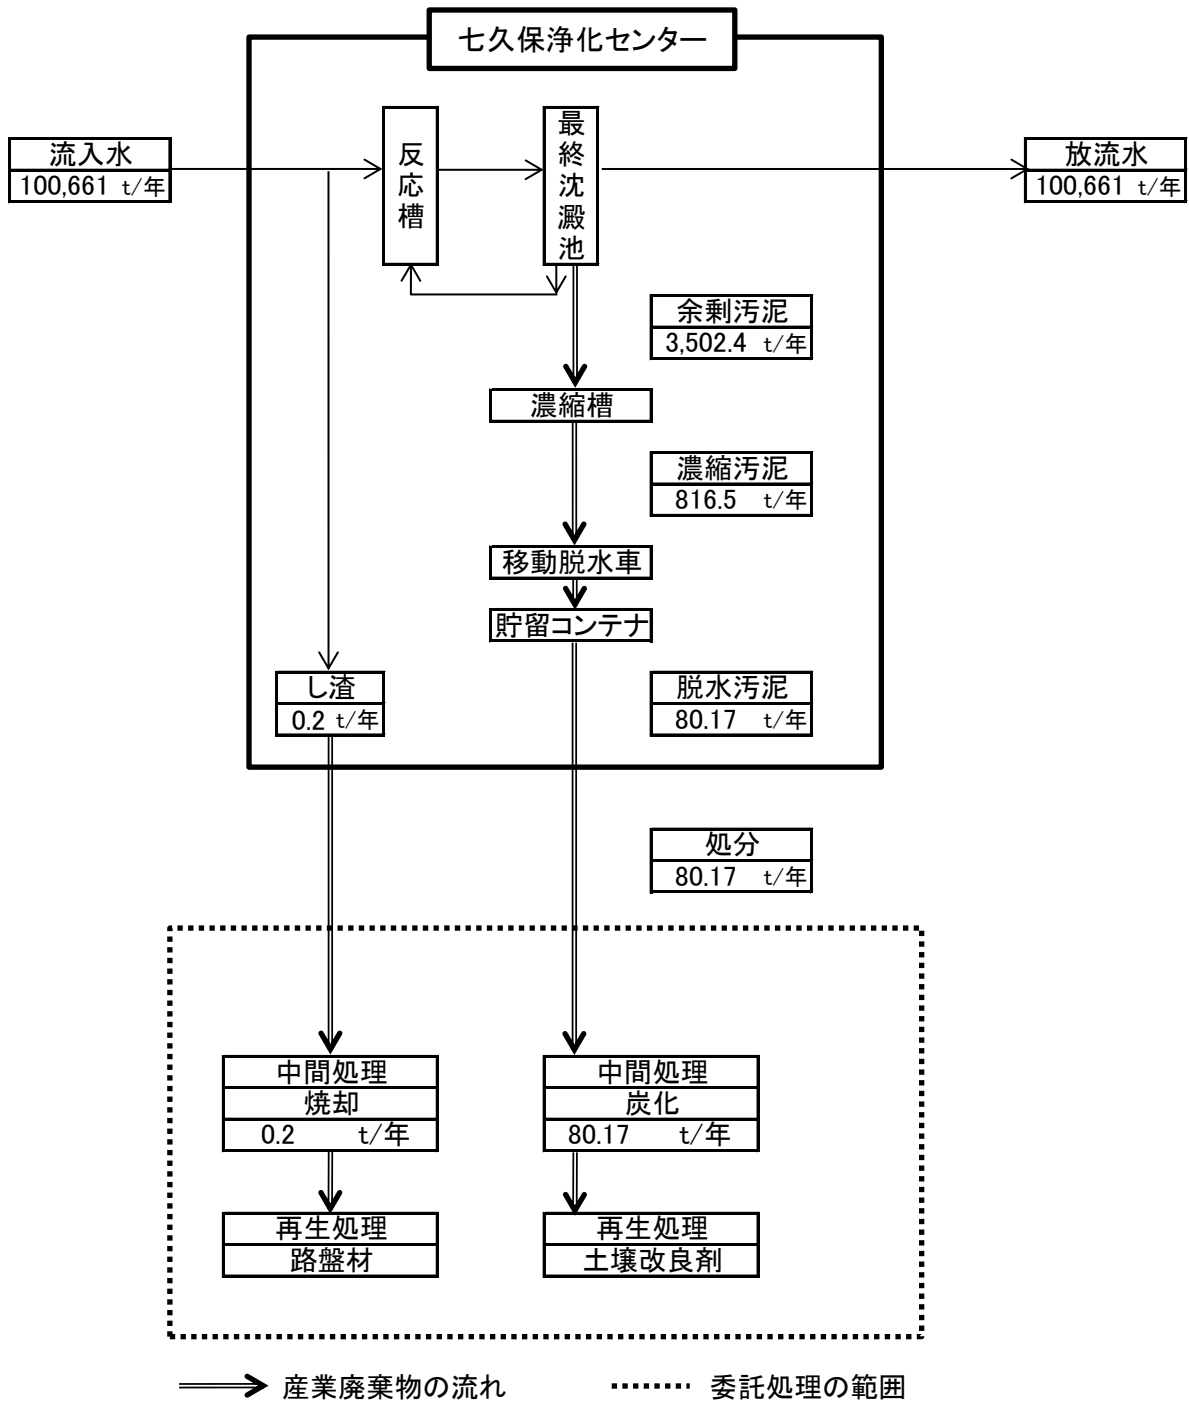 七久保浄化センター
流入水
100,661 t/年
反応槽
最終沈澱池
放流水
100,661 t/年
余剰汚泥
3,502.4 t/年
濃縮槽
濃縮汚泥
816.5 t/年
移動脱水車
貯留コンテナ
し渣
0.2 t/年
脱水汚泥
80.17 t/年
処分
80.17 t/年
中間処理
焼却
0.2 t/年
中間処理
炭化
80.17 t/年
再生処理
路盤材
再生処理
土壌改良剤
産業廃棄物の流れ
委託処理の範囲